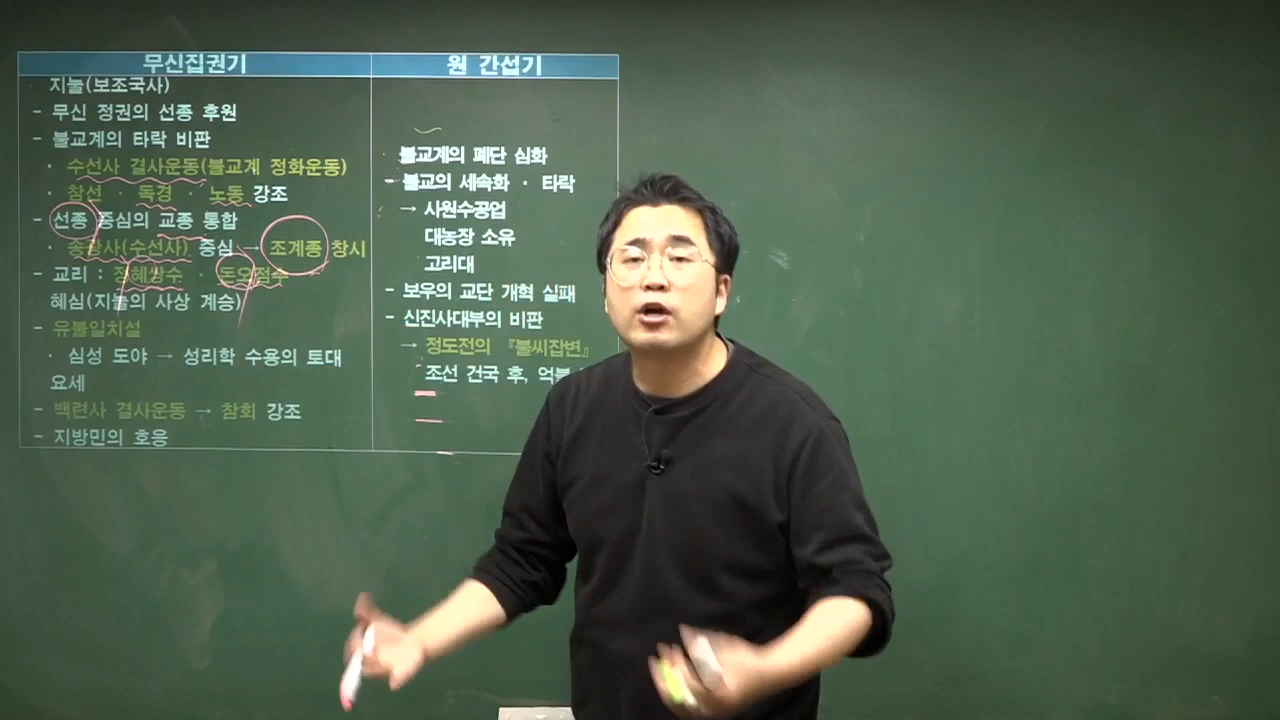 무신집권기
지눌(보조국사)
- 무신 정권의 선종 후원
- 불교계의 타락 비판
· 수선사 결사운동(불교계 정화운동)
· 참선 · 독경 · 노동 강조
- 선종 중심의 교종 통합
· 송광사(수선사) 중심 → 조계종 창시
- 교리 : 정혜쌍수 · 돈오점수
혜심(지눌의 사상 계승)
- 유불일치설
· 심성 도야 → 성리학 수용의 토대
요세
- 백련사 결사운동 → 참회 강조
- 지방민의 호응
원 간섭기
불교계의 폐단 심화
- 불교의 세속화 · 타락
→ 사원수공업
대농장 소유
고리대
- 보우의 교단 개혁 실패
- 신진사대부의 비판
→ 정도전의 『불씨잡변』
조선 건국 후, 억불